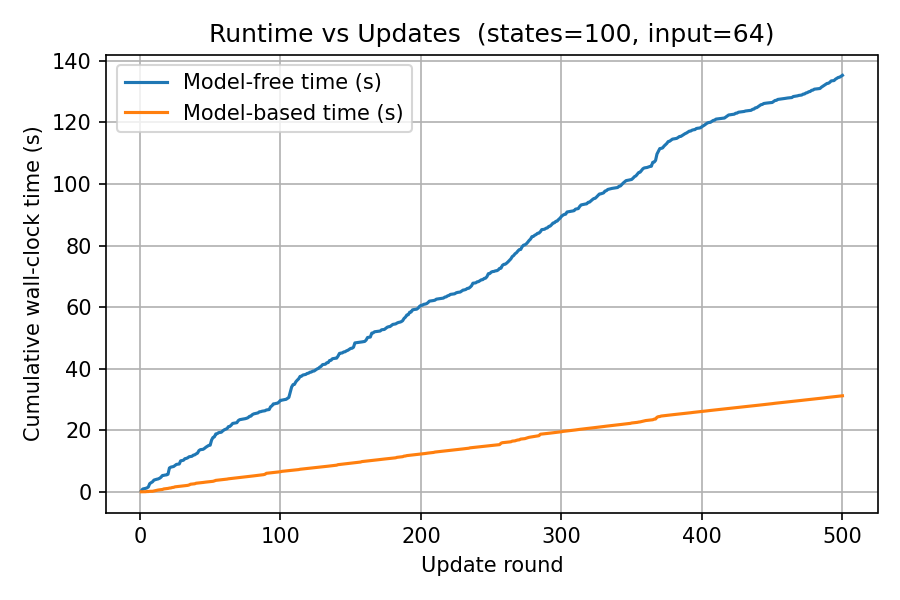 Runtime vs Updates  (states=100, input=64)
Model-free time (s)
Model-based time (s)
Cumulative wall-clock time (s)
140
120
100
80
60
40
20
0
0 100 200 300 400 500
Update round